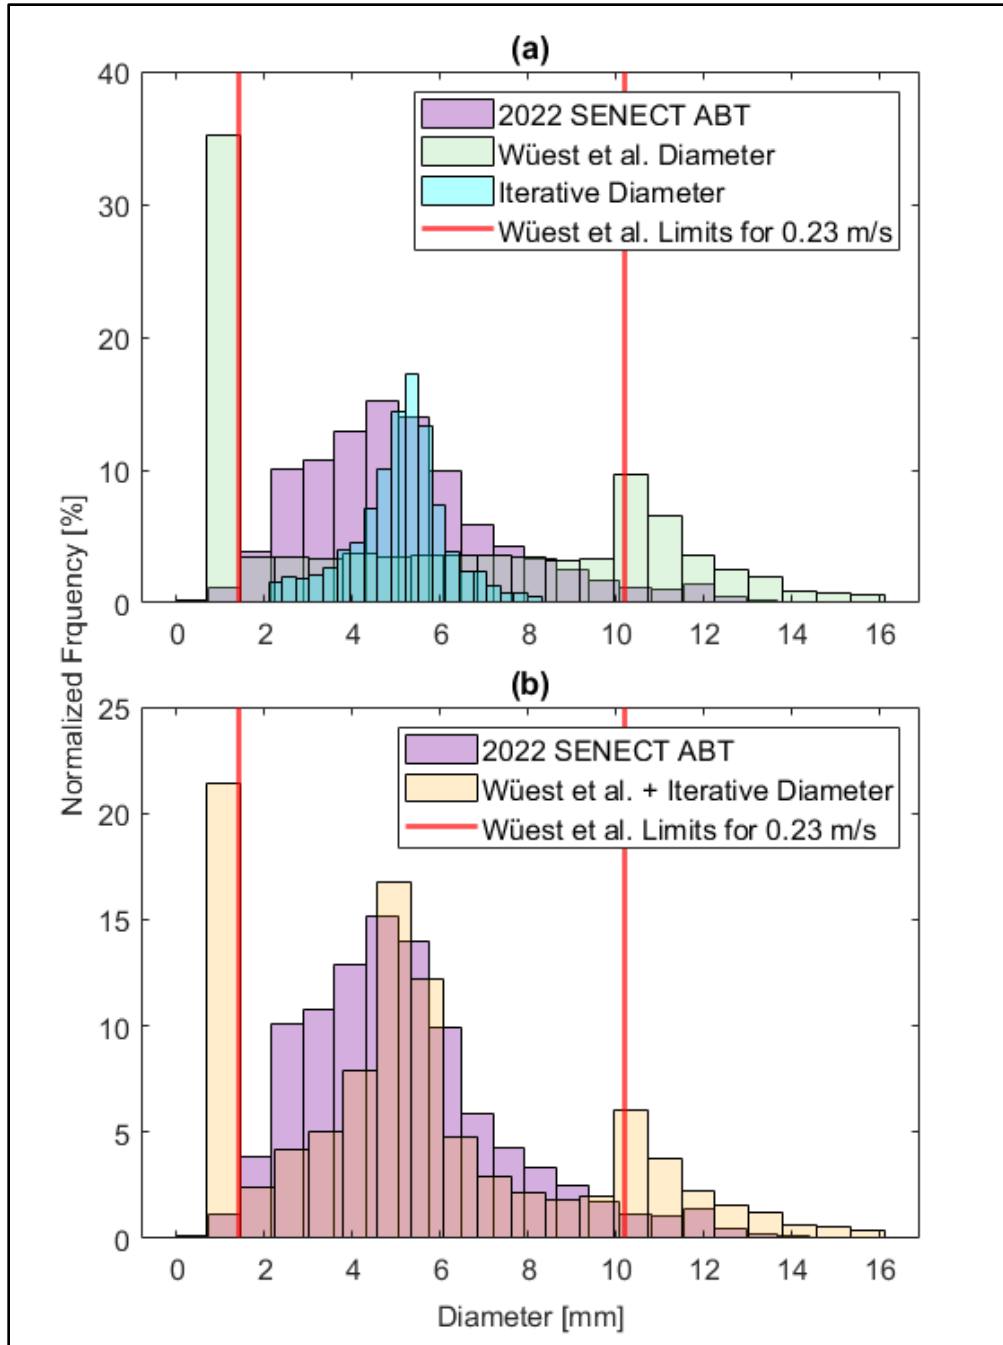 (a)
40
30
20
10
0
2022 SENECT ABT
Wüest et al. Diameter
Iterative Diameter
Wüest et al. Limits for 0.23 m/s
0 2 4 6 8 10 12 14 16
Normalized Frquency [%]
(b)
25
20
15
10
5
0
2022 SENECT ABT
Wüest et al. + Iterative Diameter
Wüest et al. Limits for 0.23 m/s
0 2 4 6 8 10 12 14 16
Diameter [mm]